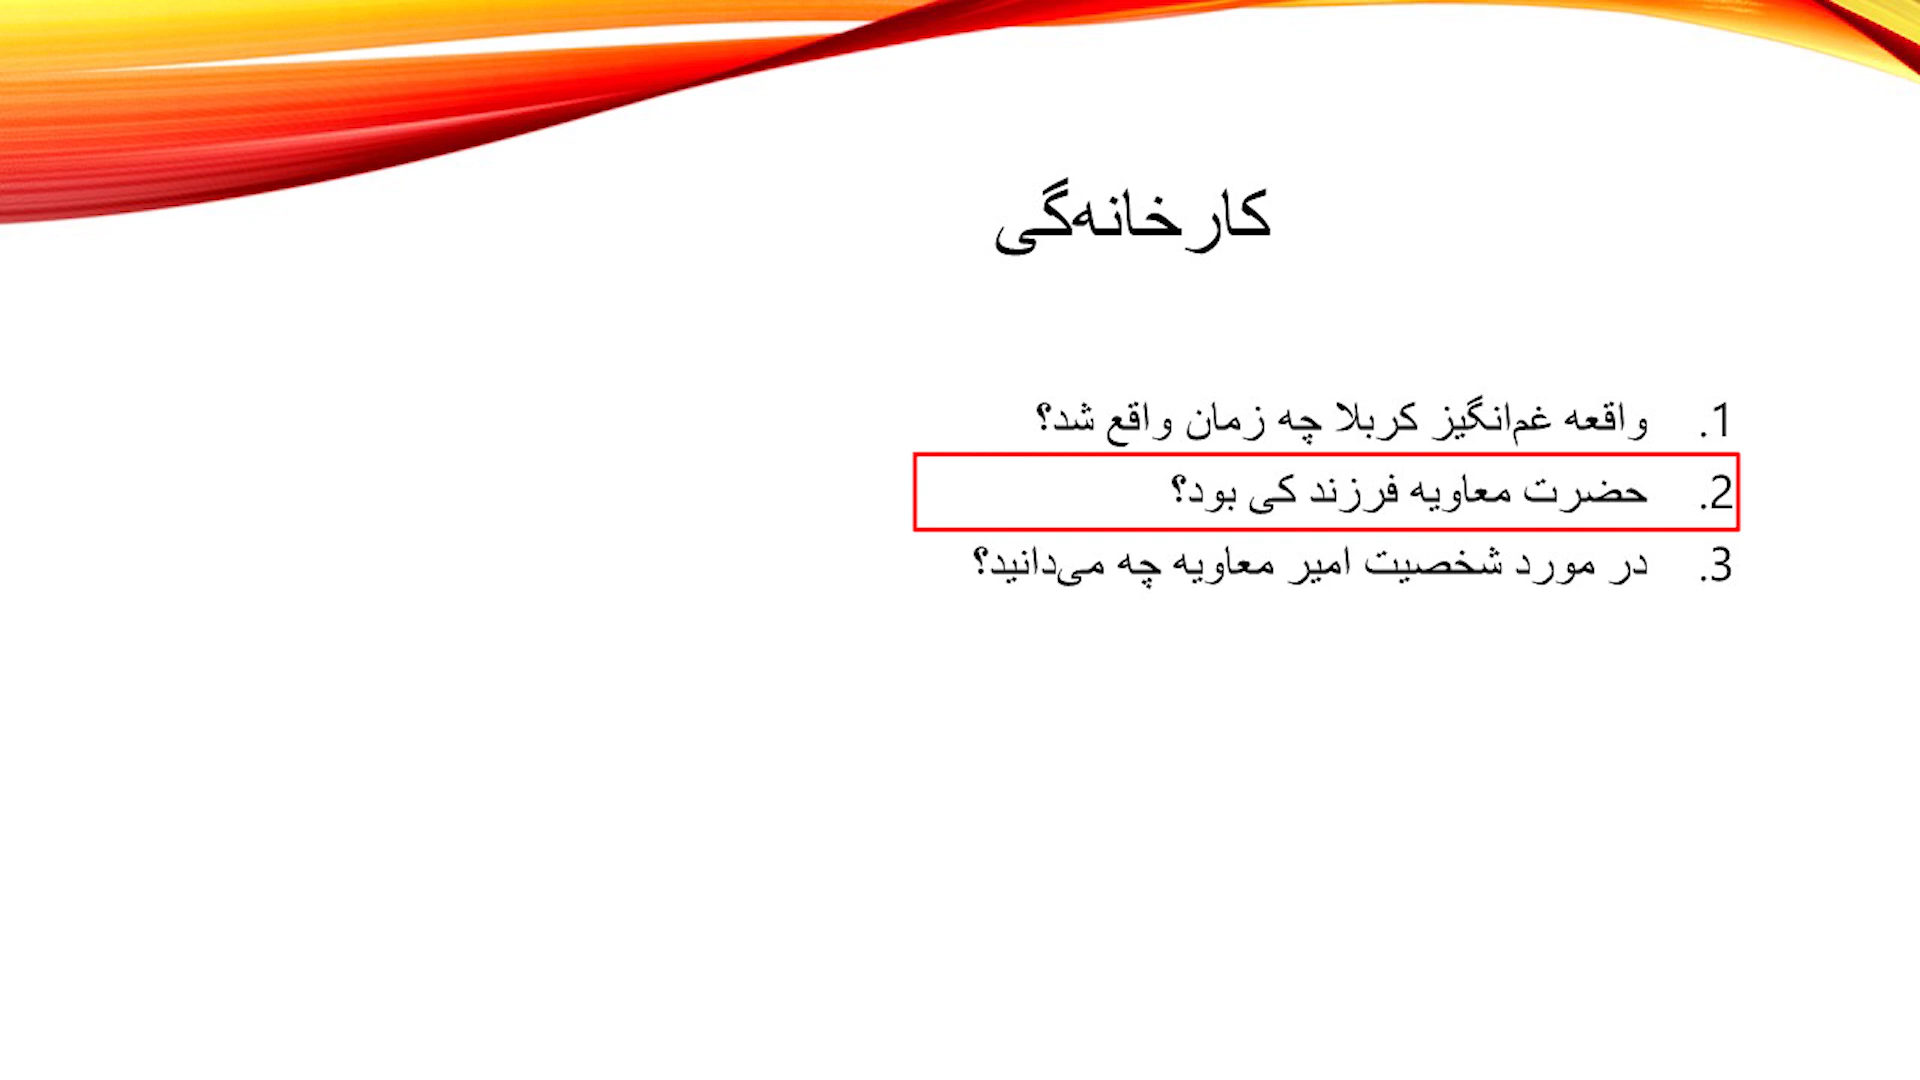 کارخانه‌گی
1. واقعه غم‌انگیز کربلا چه زمان واقع شد؟
2. حضرت معاویه فرزند کی بود؟
3. در مورد شخصیت امیر معاویه چه می‌دانید؟